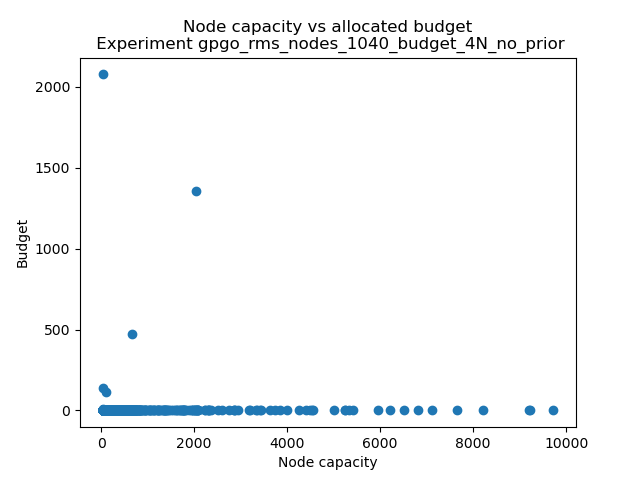 Node capacity vs allocated budget
Experiment gpgo_rms_nodes_1040_budget_4N_no_prior
2000
1500
1000
500
0
Budget
0 2000 4000 6000 8000 10000
Node capacity